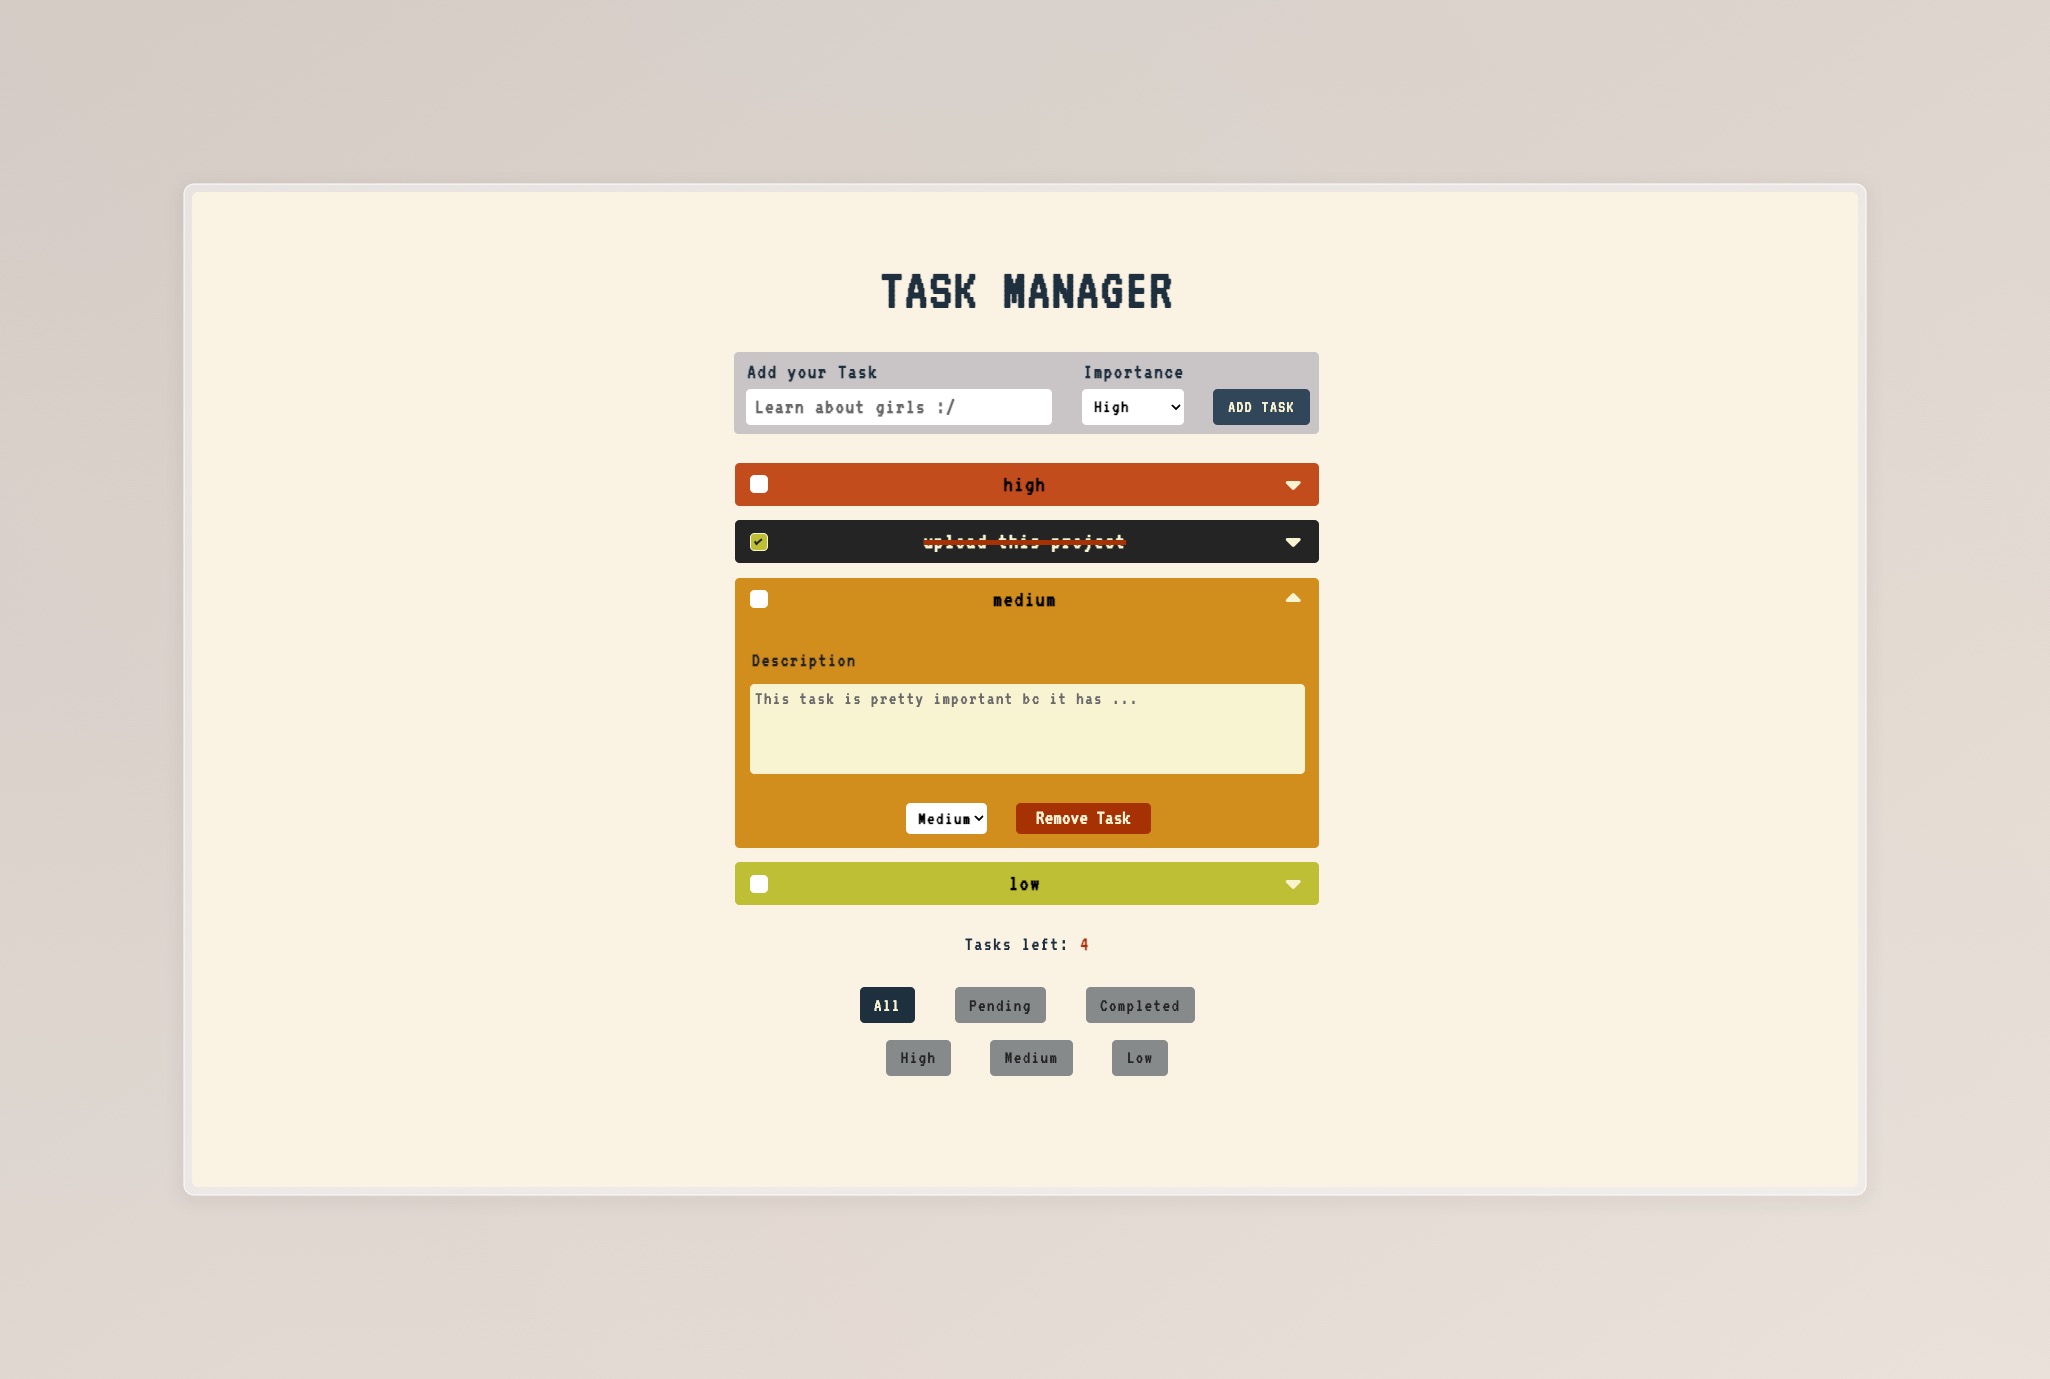 TASK MANAGER
Add your Task
Importance
Learn about girls :/
High
ADD TASK
high
upload this project
medium
Description
This task is pretty important bc it has ...
Medium
Remove Task
low
Tasks left: 4
All
Pending
Completed
High
Medium
Low